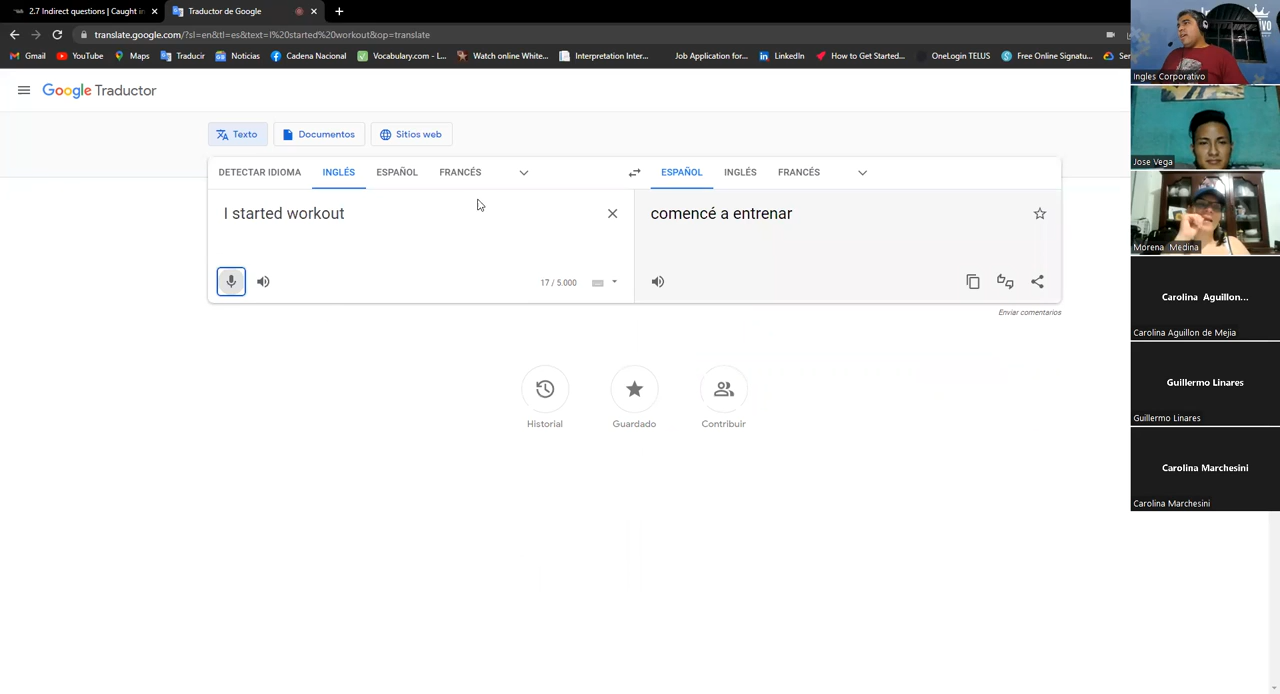 2.7 Indirect questions | Caught in
Traductor de Google
translate.google.com/?sl=en&tl=es&text=I%20started%20workout&op=translate
Gmail
YouTube
Maps
Traducir
Noticias
Cadena Nacional
Vocabulary.com - L...
Watch online White...
Interpretation Inter...
Job Application for...
LinkedIn
How to Get Started...
OneLogin TELUS
Free Online Signatu...
Ser
Google Traductor
Texto
Documentos
Sitios web
DETECTAR IDIOMA
INGLÉS
ESPAÑOL
FRANCÉS
ESPAÑOL
INGLÉS
FRANCÉS
I started workout
comencé a entrenar
17 / 5.000
Enviar comentarios
Historial
Guardado
Contribuir
Ingles Corporativo
Jose Vega
Morena Medina
Carolina Aguillon...
Carolina Aguillon de Mejia
Guillermo Linares
Guillermo Linares
Carolina Marchesini
Carolina Marchesini